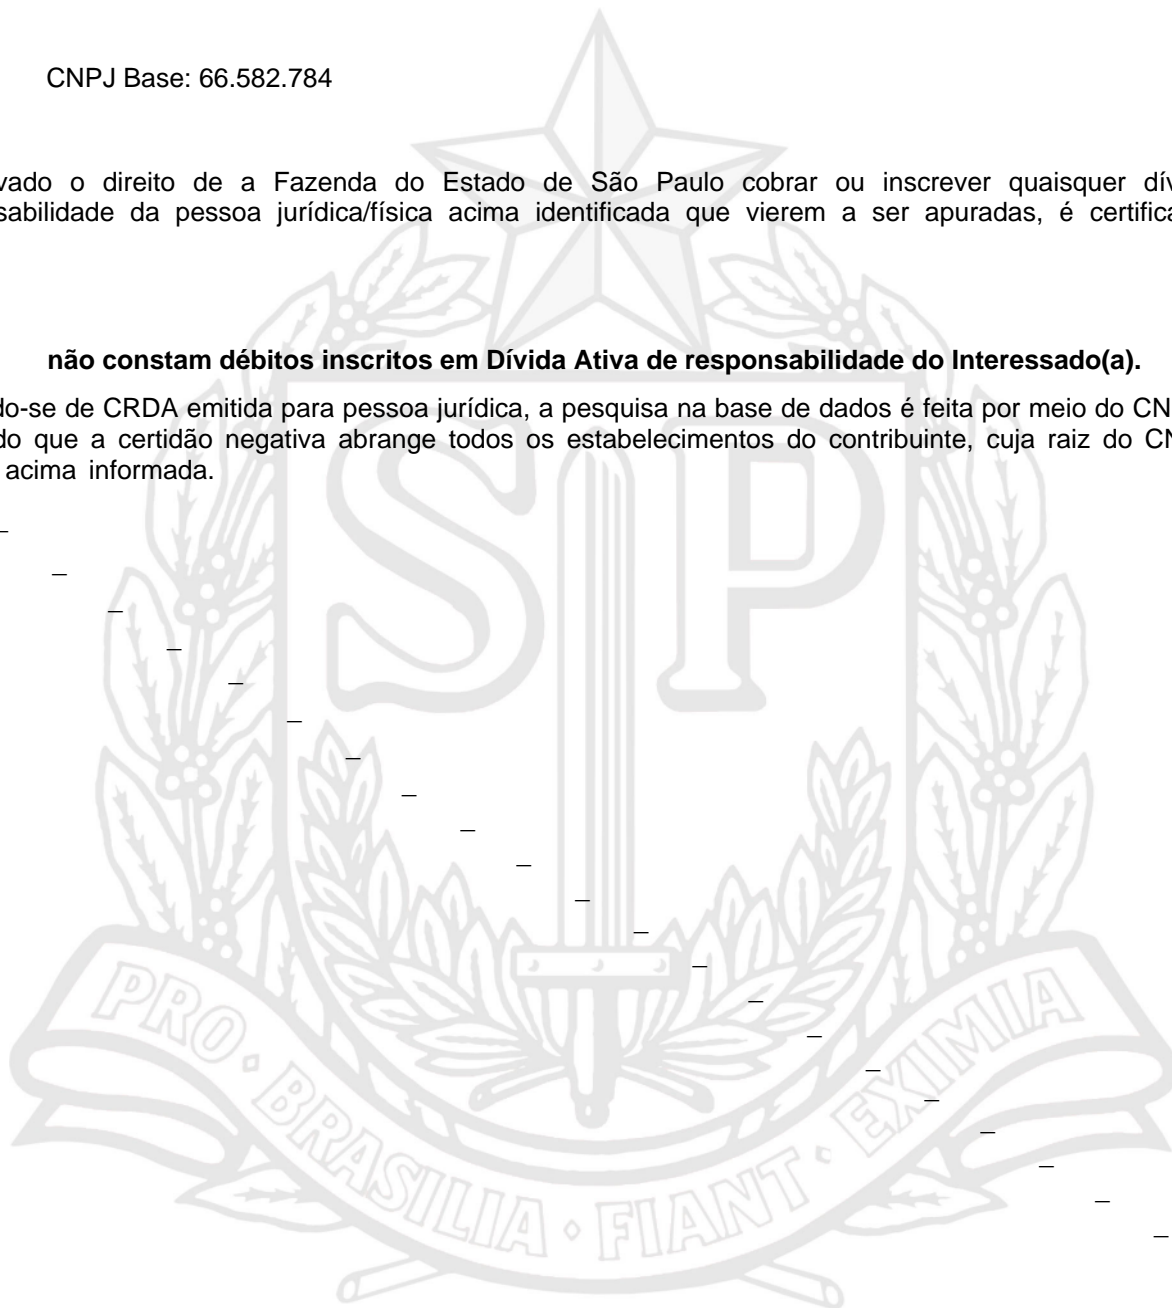 CNPJ Base: 66.582.784
vado o direito de a Fazenda do Estado de São Paulo cobrar ou inscrever quaisquer dív
sabilidade da pessoa jurídica/física acima identificada que vierem a ser apuradas, é certifica
não constam débitos inscritos em Dívida Ativa de responsabilidade do Interessado(a).
do-se de CRDA emitida para pessoa jurídica, a pesquisa na base de dados é feita por meio do CN
do que a certidão negativa abrange todos os estabelecimentos do contribuinte, cuja raiz do CN
acima informada.
SP
PRO • BRASILIA • FIANT • EXIMIA